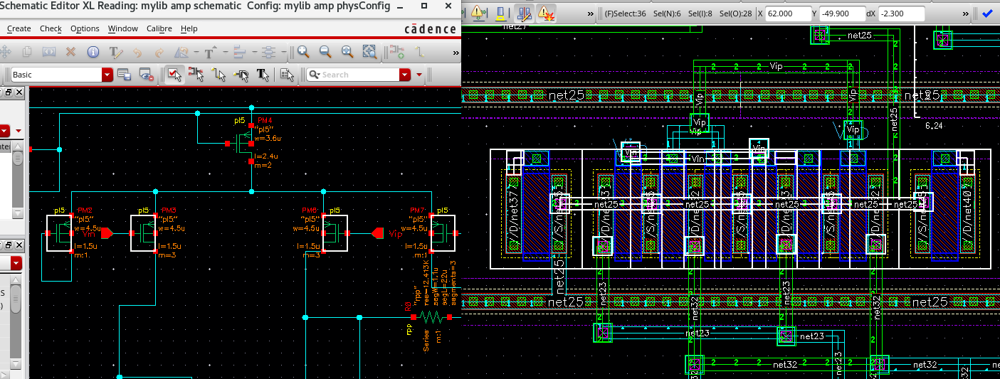 Schematic Editor XL Reading: mylib amp schematic Config: mylib amp physConfig
(F)Select:36 Sel(N):6 Sel(I):8 Sel(O):28 X 62.000 Y -49.900 dX -2.300
Create Check Options Window Calibre Help
cādence
Basic
Search
PM4
pl5
"pl5"
w=3.6u
l=2.4u
m=2
pl5
PM2
"pl5"
w=4.5u
l=1.5u
m:1
Vin
pl5
PM3
"pl5"
w=4.5u
l=1.5u
m=3
PM6
pl5
"pl5"
w=4.5u
l=1.5u
m=3
Vip
PM7
pl5
"pl5"
w=4.5u
l=1.5u
m:1
"rpp"
res=12.413K
segW=1.1u
segL=22u
segments=3
rpp
Series
m:1
net25
Vip
net25
net25
Vip
Vip
net25
6.24
Vip
Vip
Vip
Vin
Vin
Vin
net25
net25
net25
net25
net25
/D/net37
/D/net40
net25
net25
net25
net23
net32
net23
net32
net23
net23
net23
net32
net32